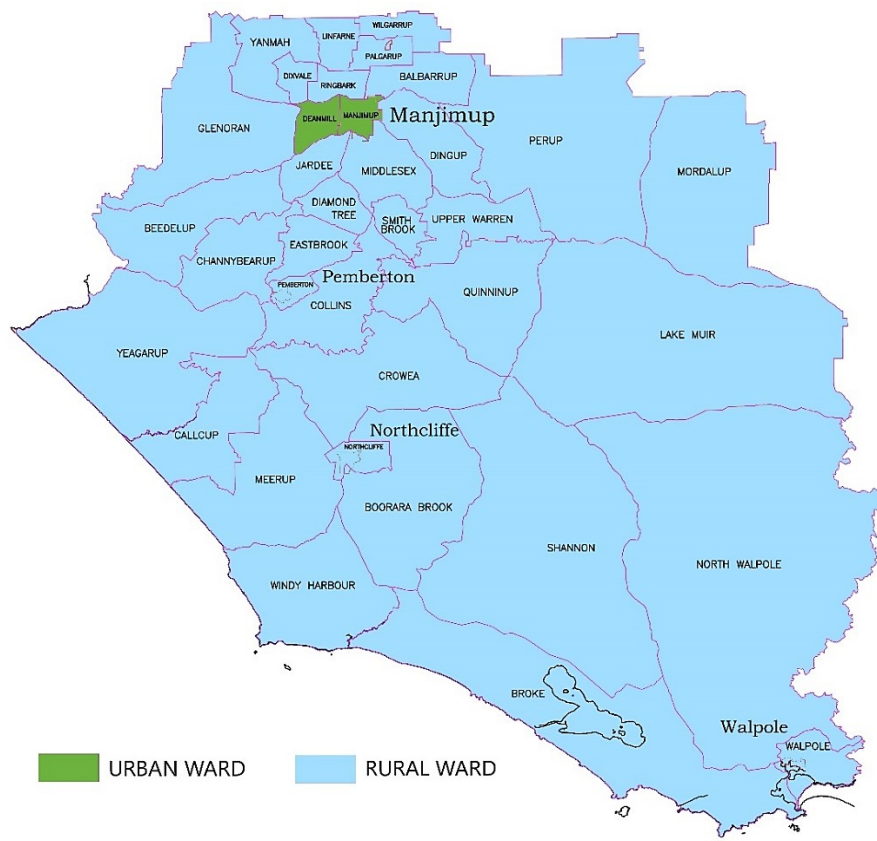 WILGARRUP
YANMAH
LINFARNE
PALGARUP
DIXVALE
RINGBARK
BALBARRUP
DEANMILL
MANJIMUP
Manjimup
GLENORAN
PERUP
DINGUP
JARDEE
MIDDLESEX
MORDALUP
DIAMOND
TREE
SMITH
BROOK
UPPER WARREN
BEEDELUP
EASTBROOK
CHANNYBEARUP
Pemberton
PEMBERTON
COLLINS
QUINNINUP
LAKE MUIR
YEAGARUP
CROWEA
CALLCUP
Northcliffe
NORTHCLIFFE
MEERUP
BOORARA BROOK
SHANNON
NORTH WALPOLE
WINDY HARBOUR
BROKE
Walpole
WALPOLE
URBAN WARD
RURAL WARD